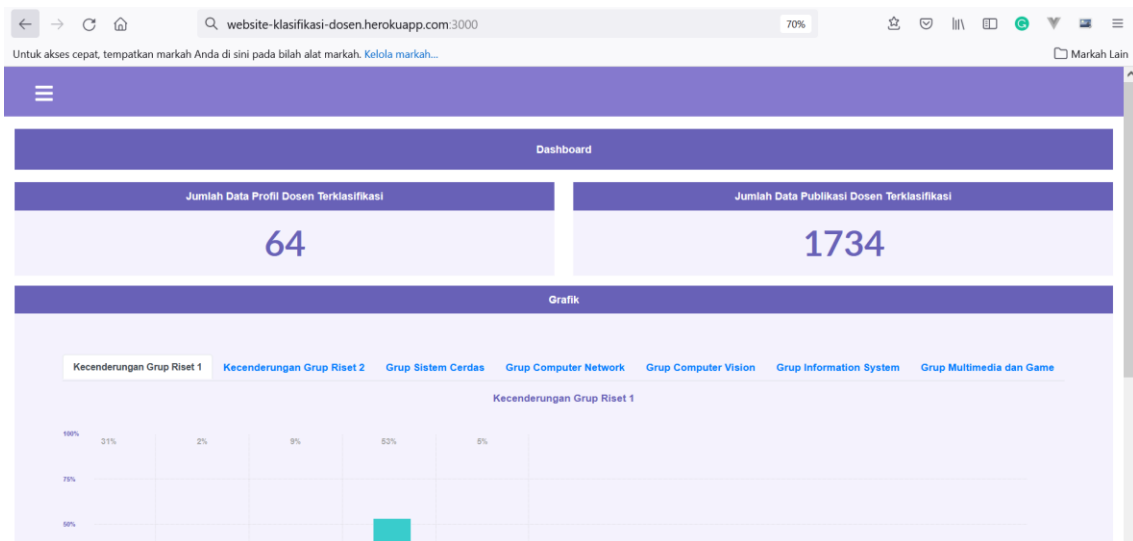 website-klasifikasi-dosen.herokuapp.com:3000
70%
Untuk akses cepat, tempatkan markah Anda di sini pada bilah alat markah. Kelola markah...
Markah Lain
Dashboard
Jumlah Data Profil Dosen Terklasifikasi
Jumlah Data Publikasi Dosen Terklasifikasi
64
1734
Grafik
Kecenderungan Grup Riset 1 Kecenderungan Grup Riset 2 Grup Sistem Cerdas Grup Computer Network Grup Computer Vision Grup Information System Grup Multimedia dan Game
Kecenderungan Grup Riset 1
100%
31% 2% 9% 53% 5%
75%
50%